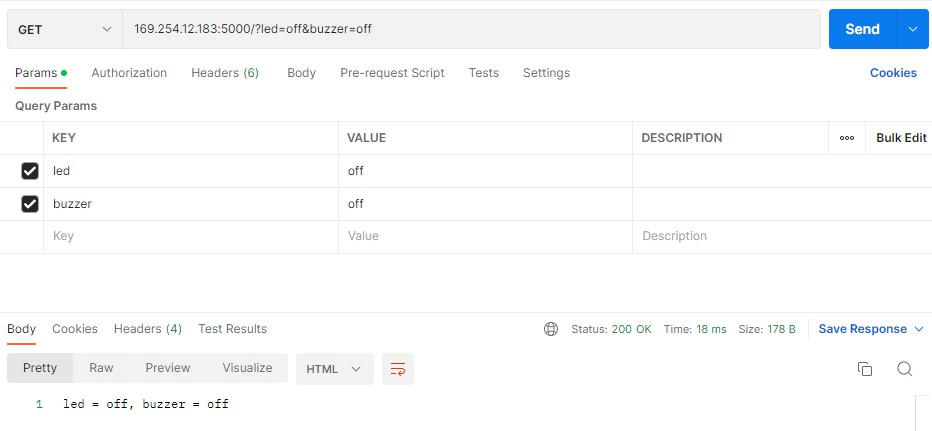 GET 169.254.12.183:5000/?led=off&buzzer=off Send
Params Authorization Headers (6) Body Pre-request Script Tests Settings Cookies
Query Params
KEY VALUE DESCRIPTION ooo Bulk Edit
led off
buzzer off
Key Value Description
Body Cookies Headers (4) Test Results Status: 200 OK Time: 18 ms Size: 178 B Save Response
Pretty Raw Preview Visualize HTML
1 led = off, buzzer = off